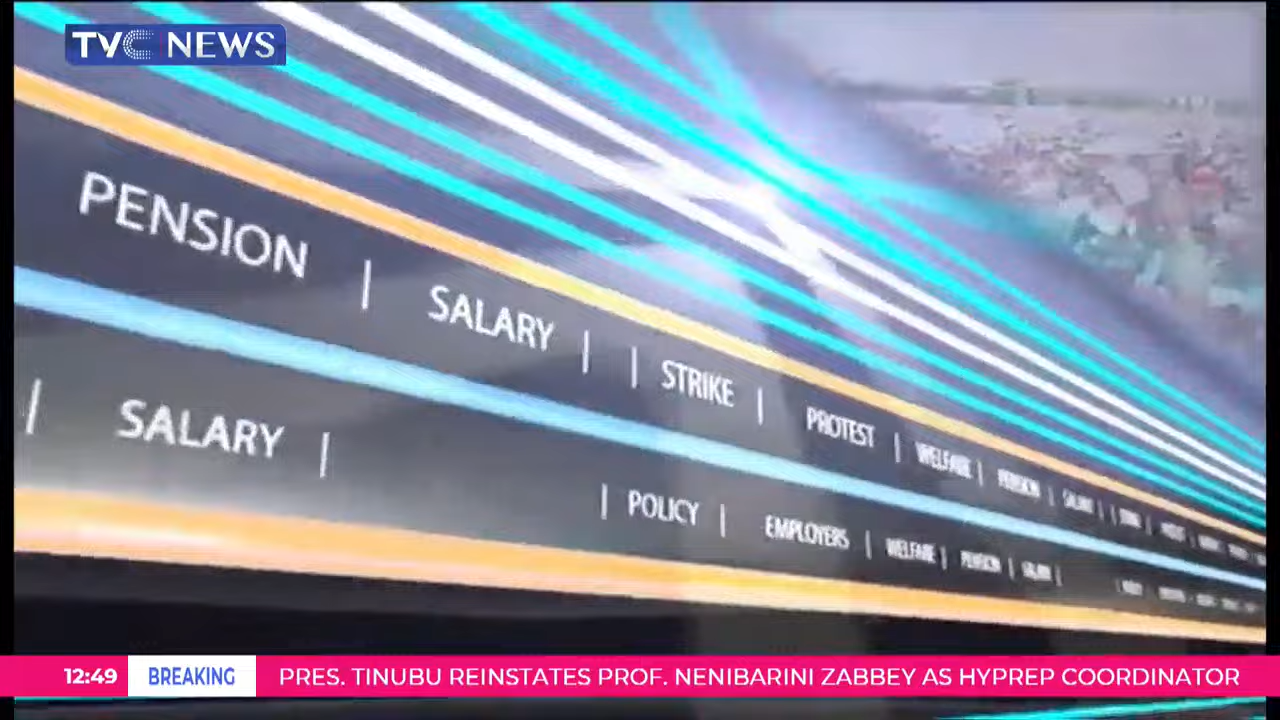 TVC NEWS
PENSION | SALARY | | STRIKE | PROTEST | WELFARE | PENSION | SALARY | | STRIKE |
| SALARY | | POLICY | EMPLOYERS | WELFARE | PENSION | SALARY |
12:49 BREAKING PRES. TINUBU REINSTATES PROF. NENIBARINI ZABBEY AS HYPREP COORDINATOR